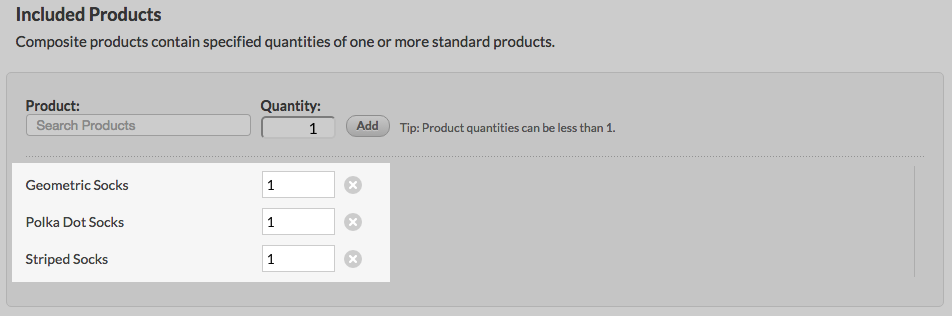 Included Products
Composite products contain specified quantities of one or more standard products.
Product: Quantity:
Search Products 1 Add Tip: Product quantities can be less than 1.
Geometric Socks 1
Polka Dot Socks 1
Striped Socks 1